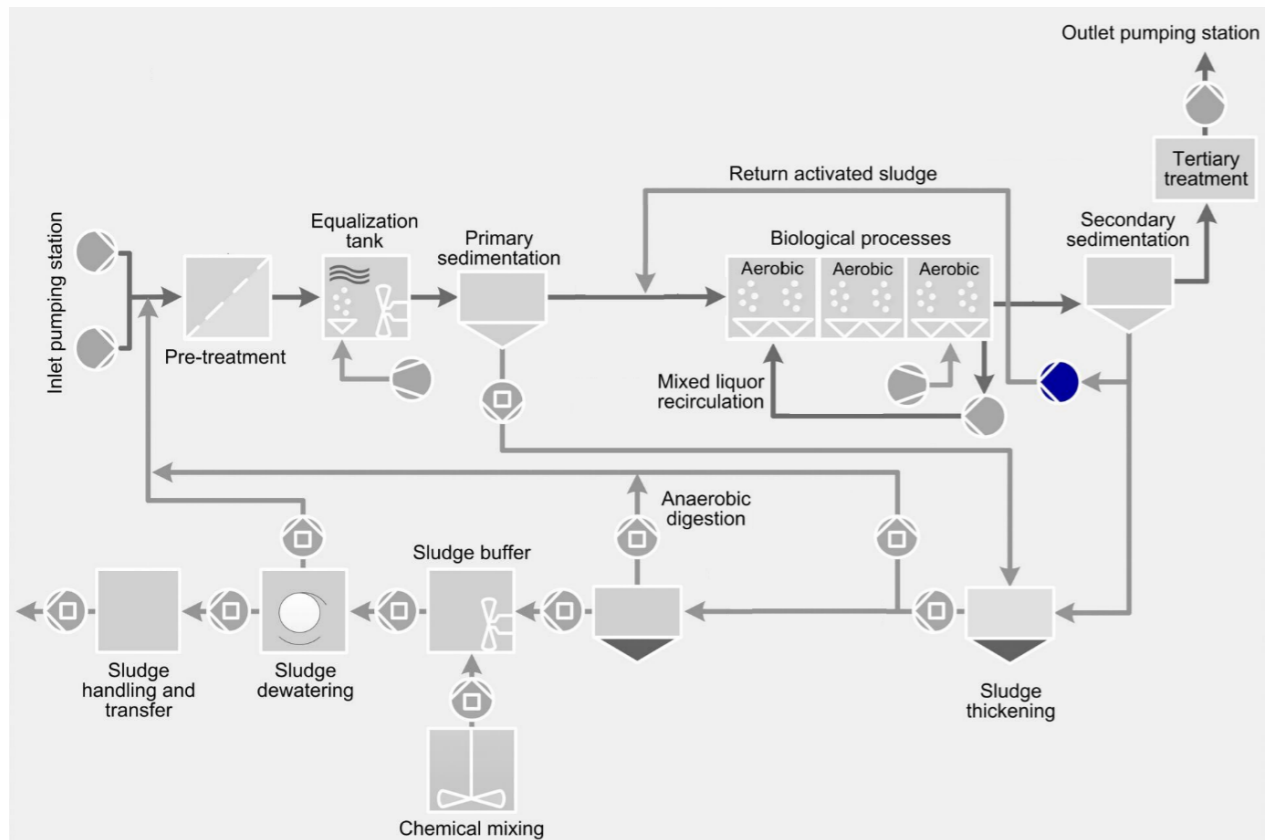 Outlet pumping station
Tertiary
treatment
Return activated sludge
Secondary
sedimentation
Inlet pumping station
Equalization
tank
Primary
sedimentation
Biological processes
Aerobic
Aerobic
Aerobic
Pre-treatment
Mixed liquor
recirculation
Anaerobic
digestion
Sludge buffer
Sludge
handling and
transfer
Sludge
dewatering
Sludge
thickening
Chemical mixing